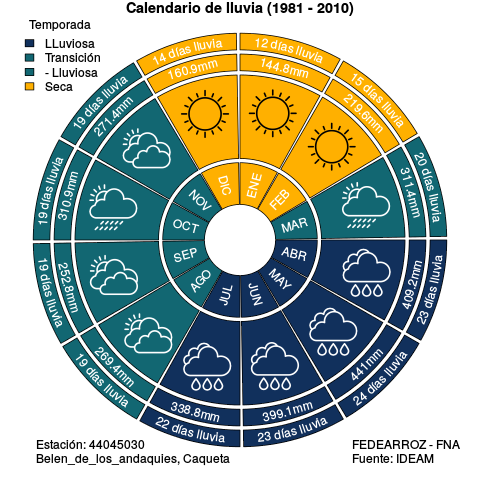 Calendario de lluvia (1981 - 2010)
Temporada
LLuviosa
Transición
- Lluviosa
Seca
12 días lluvia
144.8mm
ENE
15 días lluvia
219.6mm
FEB
20 días lluvia
311.4mm
MAR
23 días lluvia
409.2mm
ABR
24 días lluvia
441mm
MAY
23 días lluvia
399.1mm
JUN
22 días lluvia
338.8mm
JUL
19 días lluvia
269.4mm
AGO
19 días lluvia
252.8mm
SEP
19 días lluvia
310.9mm
OCT
19 días lluvia
271.4mm
NOV
14 días lluvia
160.9mm
DIC
Estación: 44045030
Belen_de_los_andaquies, Caqueta
FEDEARROZ - FNA
Fuente: IDEAM